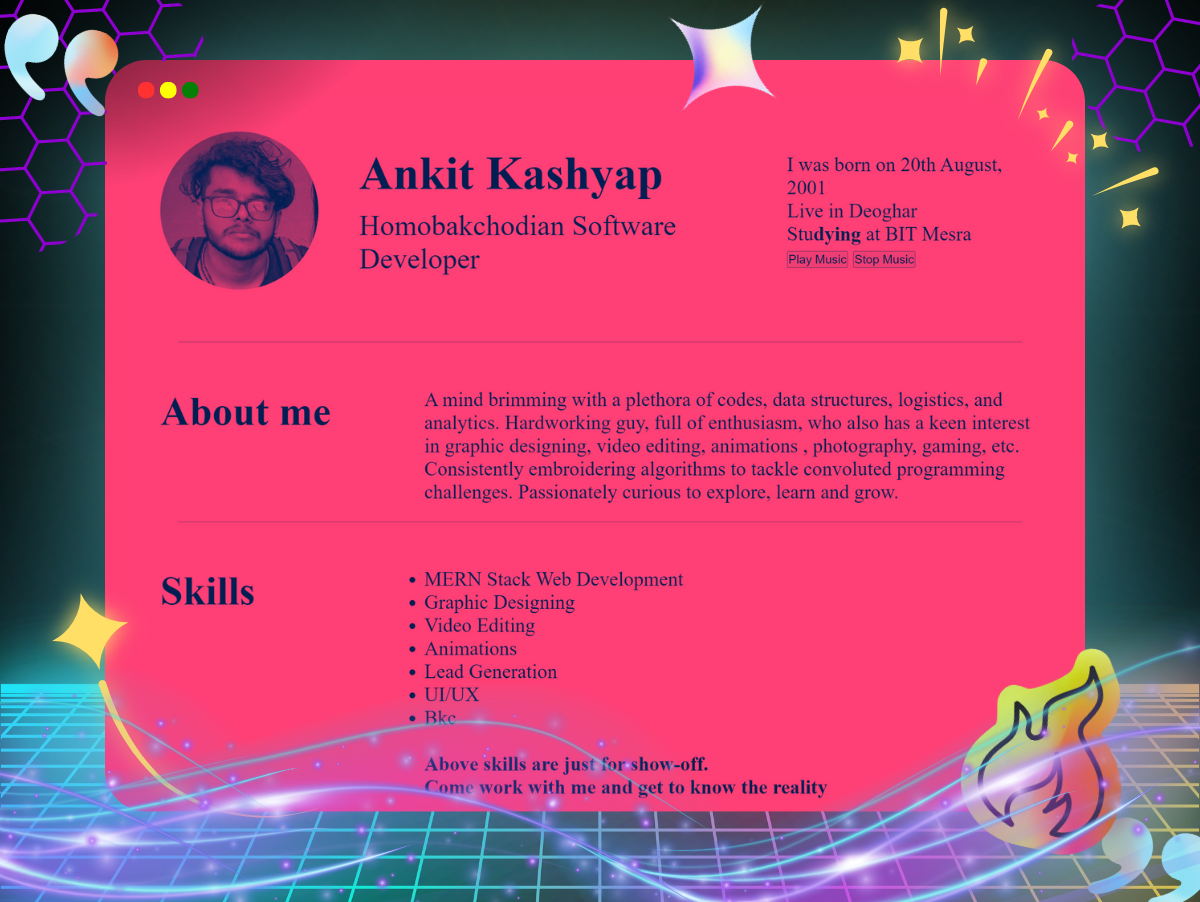 Ankit Kashyap
Homobakchodian Software
Developer
I was born on 20th August,
2001
Live in Deoghar
Studying at BIT Mesra
Play Music Stop Music
About me
A mind brimming with a plethora of codes, data structures, logistics, and
analytics. Hardworking guy, full of enthusiasm, who also has a keen interest
in graphic designing, video editing, animations , photography, gaming, etc.
Consistently embroidering algorithms to tackle convoluted programming
challenges. Passionately curious to explore, learn and grow.
Skills
• MERN Stack Web Development
• Graphic Designing
• Video Editing
• Animations
• Lead Generation
• UI/UX
• Bkc
Above skills are just for show-off.
Come work with me and get to know the reality